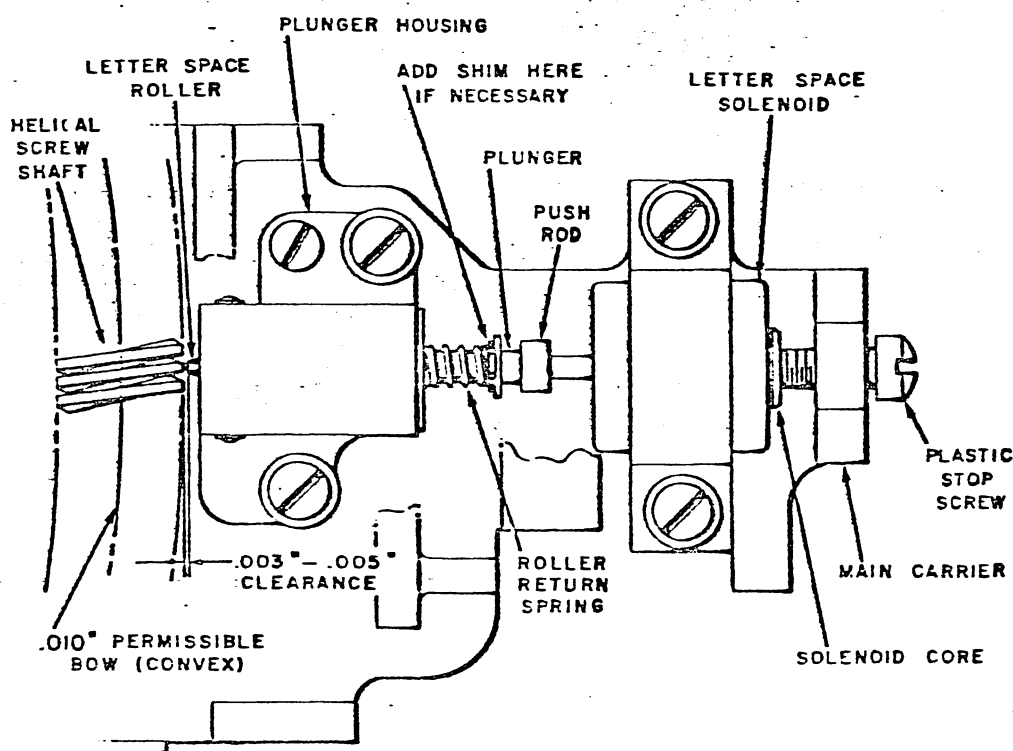 PLUNGER HOUSING
LETTER SPACE
ROLLER
ADD SHIM HERE
IF NECESSARY
LETTER SPACE
SOLENOID
HELICAL
SCREW
SHAFT
PLUNGER
PUSH
ROD
PLASTIC
STOP
SCREW
.003" - .005"
CLEARANCE
ROLLER
RETURN
SPRING
MAIN CARRIER
.010" PERMISSIBLE
BOW (CONVEX)
SOLENOID CORE